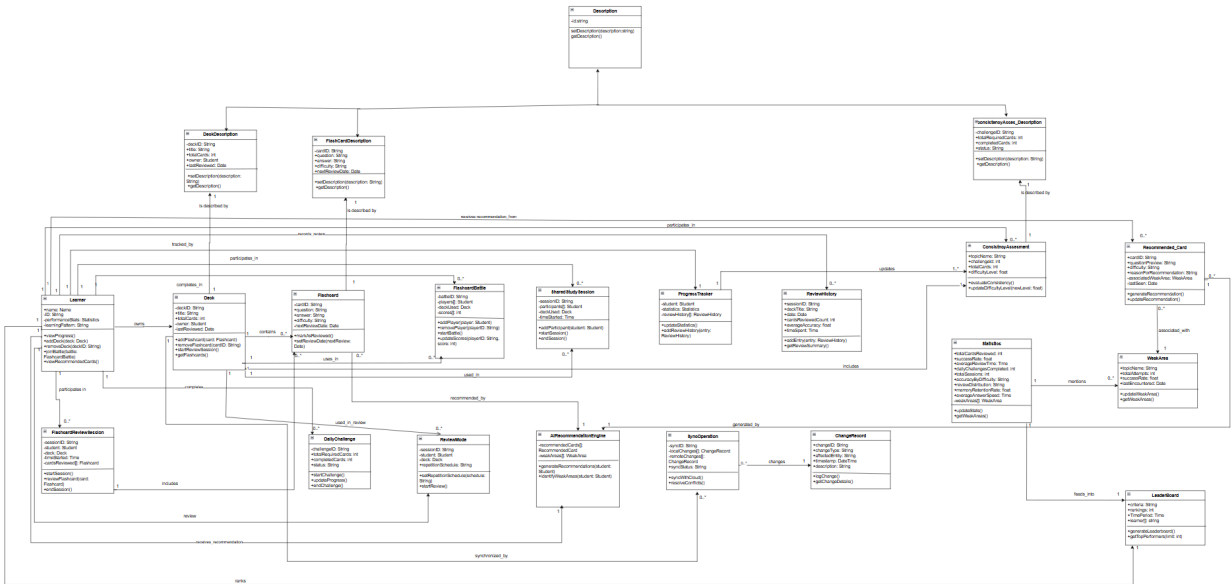 Description
-id:string
setDescription(description:string)
getDescription()
DeckDescription
-deckID: String
+title: String
+totalCards: int
+owner: Student
+lastReviewed: Date
+setDescription(description: String)
+getDescription()
FlashCardDescription
-cardID: String
+question: String
+answer: String
+difficulty: String
+nextReviewDate: Date
+setDescription(description: String)
+getDescription()
-challengeID: String
+totalRequiredCards: int
+completedCards: int
+status: String
+setDescription(description: String)
+getDescription()
1
is described by
1
is described by
1
is described by
participates_in
tracked_by
participates_in
completes_in
updates
Learner
+name: Name
-performanceStats: Statistics
-learningPattern: String
+viewProgress()
+addDeck(deck: Deck)
+removeDeck(deckID: String)
+joinBattle(battle: FlashcardBattle)
+viewRecommendedCards()
owns
Deck
-deckID: String
+title: String
+totalCards: int
-owner: Student
-lastReviewed: Date
+addFlashcard(card: Flashcard)
+removeFlashcard(cardID: String)
+startReviewSession()
+getFlashcards()
contains
Flashcard
-cardID: String
+question: String
+answer: String
+difficulty: String
-nextReviewDate: Date
+markAsReviewed()
+setReviewDate(nextReview: Date)
FlashcardBattle
-battleID: String
-players[]: Student
-deckUsed: Deck
-scores[]: int
+addPlayer(player: Student)
+removePlayer(playerID: String)
+startBattle()
+updateScores(playerID: String, score: int)
SharedStudySession
-sessionID: String
-participants[]: Student
-deckUsed: Deck
-timeStarted: Time
+addParticipant(student: Student)
+startSession()
+endSession()
ProgressTracker
-student: Student
-statistics: Statistics
-reviewHistory[]: ReviewHistory
+updateStatistics()
+addReviewHistory(entry: ReviewHistory)
ReviewHistory
-sessionID: String
+deckTitle: String
+date: Date
+cardsReviewedCount: int
+averageAccuracy: float
+timeSpent: Time
+addEntry(entry: ReviewHistory)
+getReviewSummary()
ConsistencyAssessment
+topicName: String
+challengeId: int
+totalCards: int
+difficultyLevel: float
+evaluateConsistency()
+updateDifficultyLevel(newLevel: float)
Recommended_Card
-cardID: String
+questionPreview: String
+difficulty: String
+reasonForRecommendation: String
-associatedWeakArea: WeakArea
-lastSeen: Date
+generateRecommendation()
+updateRecommendation()
associated_with
used_in
used_in
includes
Statistics
+totalCardsReviewed: int
+successRate: float
+averageReviewTime: Time
+dailyChallengesCompleted: int
+totalSessions: int
+accuracyByDifficulty: String
+reviewDistribution: String
+memoryRetentionRate: float
+averageAnswerSpeed: Time
-weakAreas[]: WeakArea
+updateStats()
+getWeakAreas()
mentions
WeakArea
+topicName: String
+totalAttempts: int
+successRate: float
+lastEncountered: Date
+updateWeakArea()
+getWeakAreas()
participates in
completes
used_in_review
recommended_by
generated_by
FlashcardReviewSession
-sessionID: String
-student: Student
-deck: Deck
-timeStarted: Time
-cardsReviewed[]: Flashcard
+startSession()
+reviewFlashcard(card: Flashcard)
+endSession()
includes
DailyChallenge
-challengeID: String
+totalRequiredCards: int
+completedCards: int
+status: String
+startChallenge()
+updateProgress()
+endChallenge()
ReviewMode
-sessionID: String
-student: Student
-deck: Deck
+repetitionSchedule: String
+setRepetitionSchedule(schedule: String)
+startReview()
AIRecommendationEngine
-recommendedCards[]: RecommendedCard
-weakAreas[]: WeakArea
+generateRecommendations(student: Student)
+identifyWeakAreas(student: Student)
SyncOperation
-syncID: String
-localChanges[]: ChangeRecord
-remoteChanges[]: ChangeRecord
+syncStatus: String
+syncWithCloud()
+resolveConflicts()
changes
ChangeRecord
+changeID: String
+changeType: String
+affectedEntity: String
+timestamp: DateTime
+description: String
+logChange()
+getChangeDetails()
feeds_into
LeaderBoard
+criteria: String
+rankings: int
+TimePeriod: Time
+learner[]: string
+generateLeaderboard()
+getTopPerformers(limit: int)
review
receives_recommendation
synchronized_by